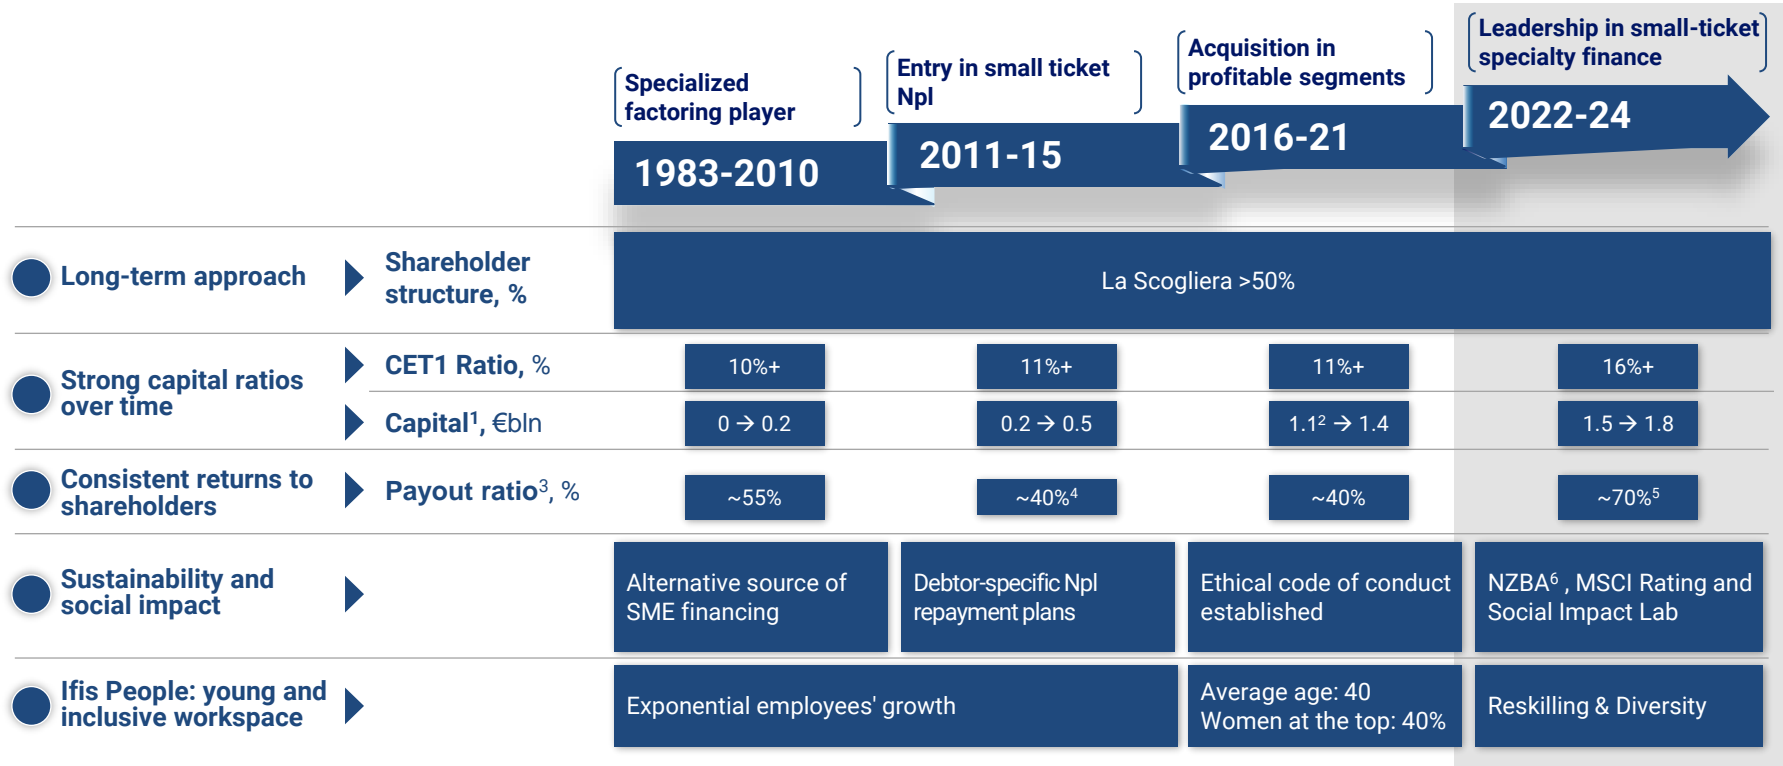 Specialized
factoring player
Entry in small ticket
Npl
Acquisition in
profitable segments
Leadership in small-ticket
specialty finance
1983-2010
2011-15
2016-21
2022-24
Long-term approach
Shareholder
structure, %
La Scogliera >50%
Strong capital ratios
over time
CET1 Ratio, %
10%+
11%+
11%+
16%+
Capital¹, €bln
0 → 0.2
0.2 → 0.5
1.1² → 1.4
1.5 → 1.8
Consistent returns to
shareholders
Payout ratio³, %
~55%
~40%⁴
~40%
~70%⁵
Sustainability and
social impact
Alternative source of
SME financing
Debtor-specific Npl
repayment plans
Ethical code of conduct
established
NZBA⁶ , MSCI Rating and
Social Impact Lab
Ifis People: young and
inclusive workspace
Exponential employees' growth
Average age: 40
Women at the top: 40%
Reskilling & Diversity